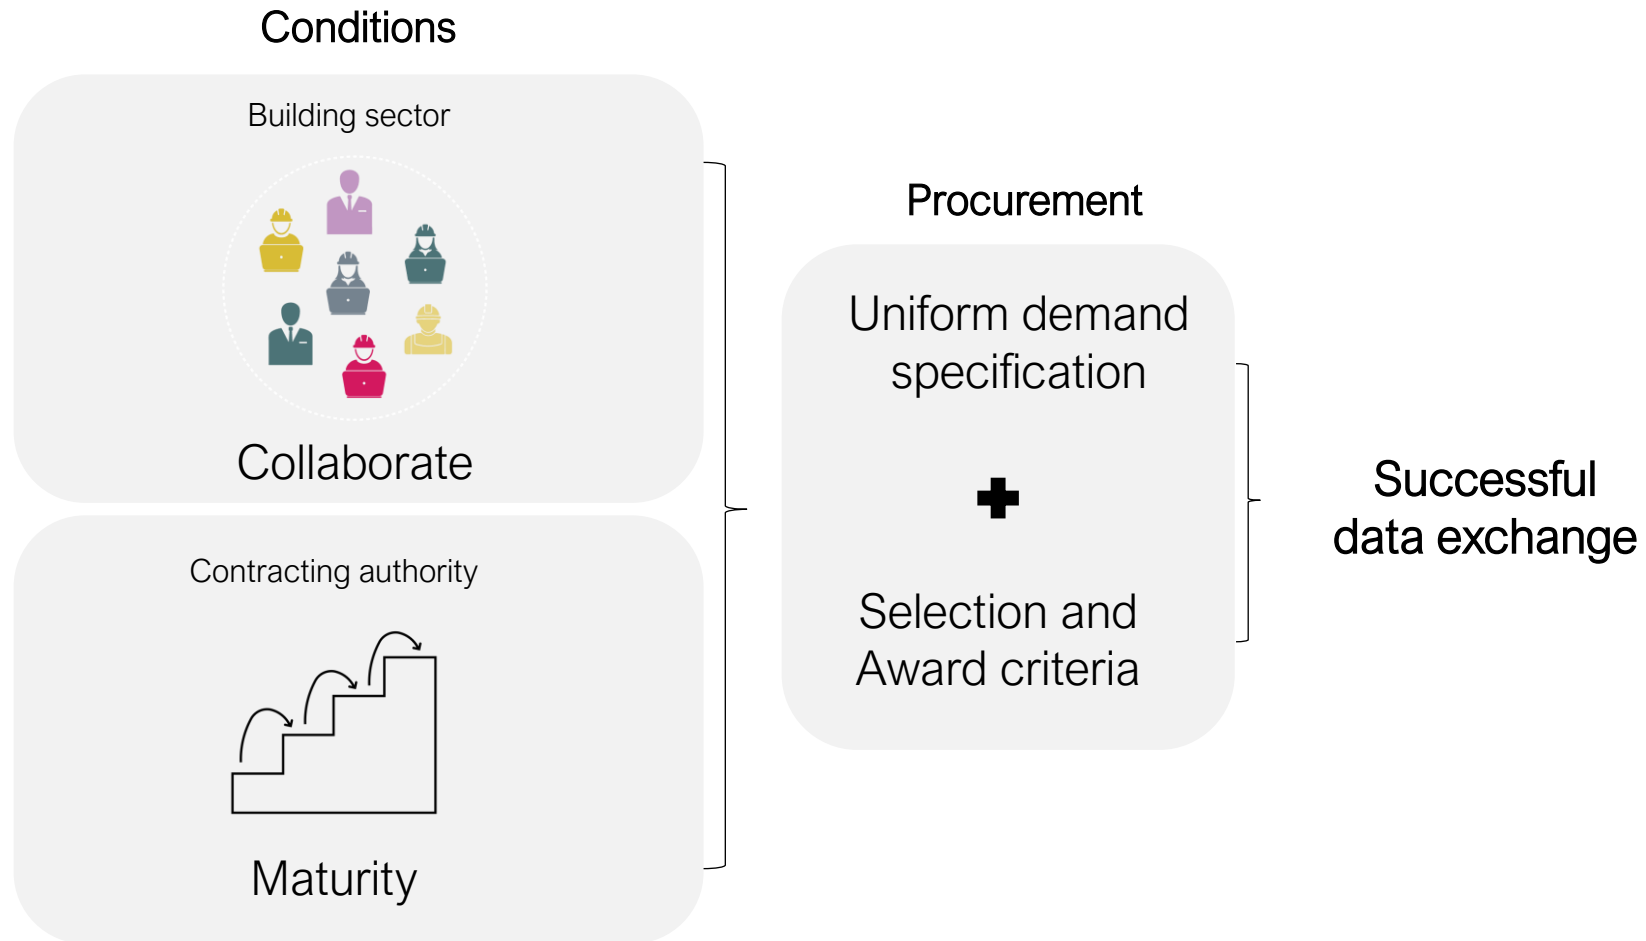 Conditions
Building sector
Collaborate
Contracting authority
Maturity
Procurement
Uniform demand
specification
Selection and
Award criteria
Successful
data exchange